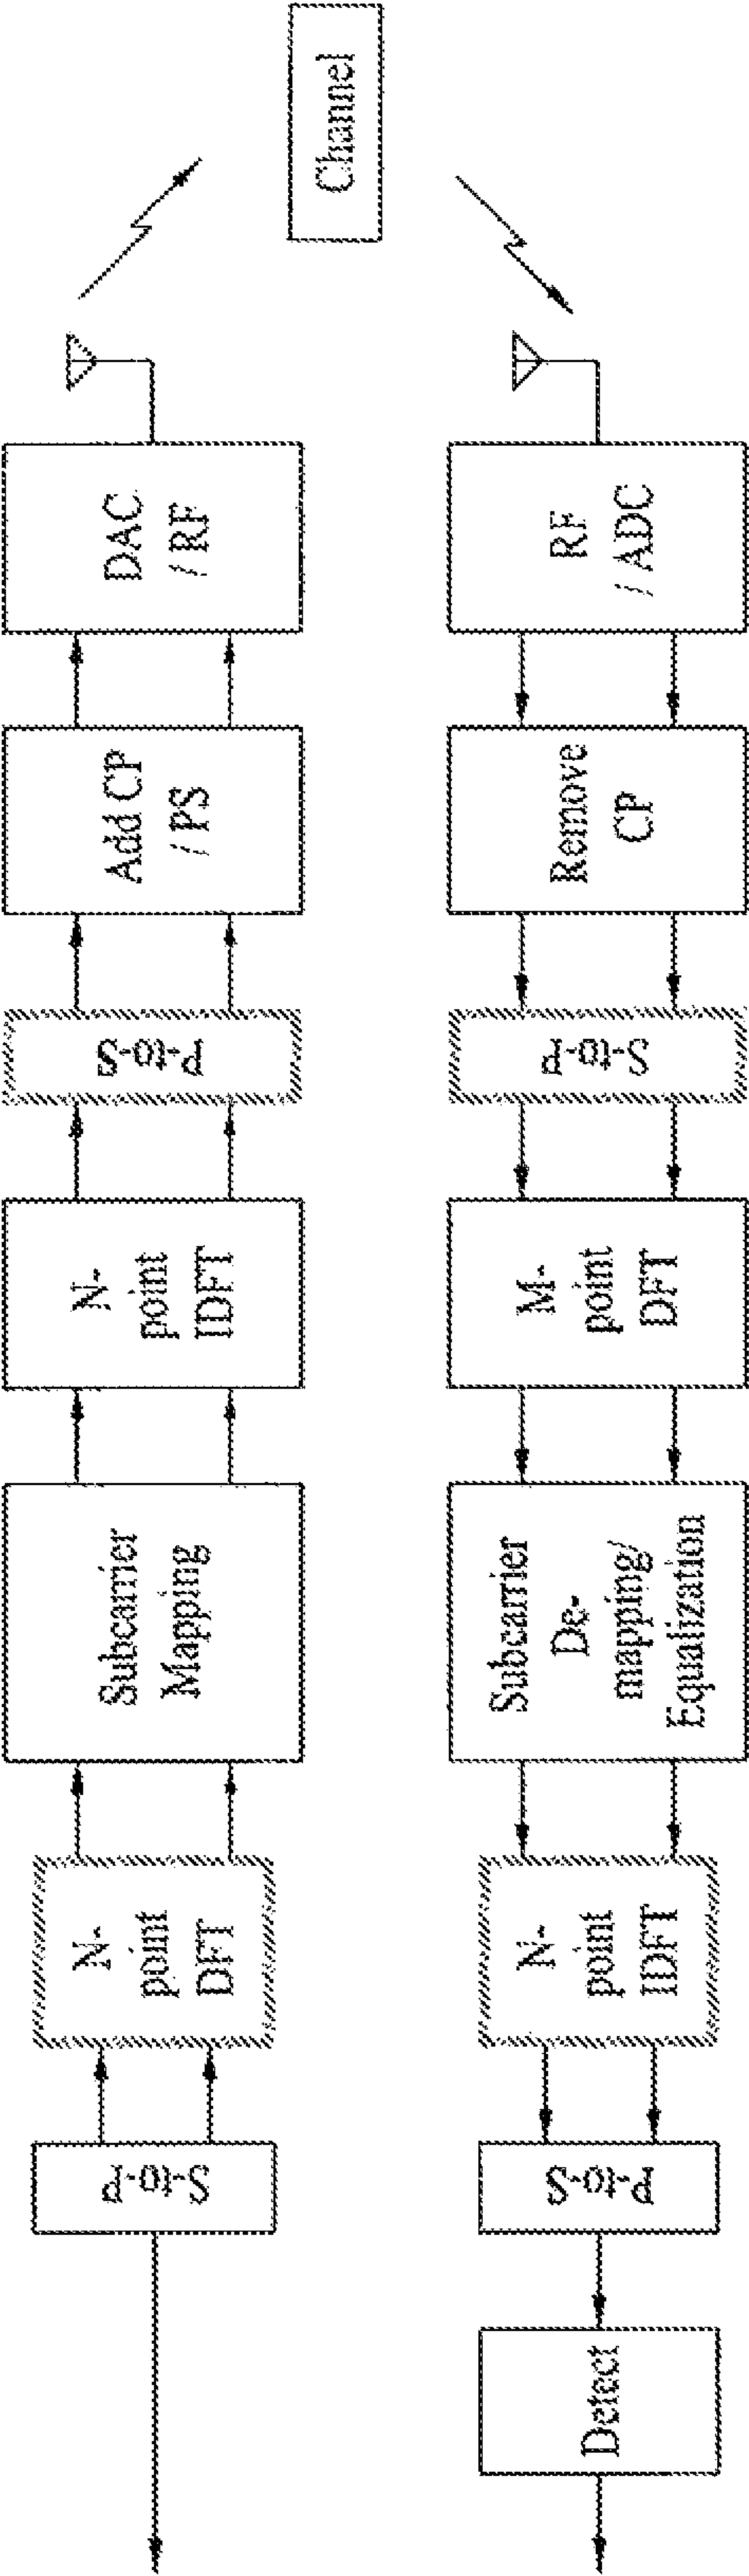 S-to-P
N-
point
DFT
Subcarrier
Mapping
N-
point
IDFT
P-to-S
Add CP
/ PS
DAC
/ RF
Channel
Detect
P-to-S
N-
point
IDFT
Subcarrier
De-
mapping/
Equalization
M-
point
DFT
S-to-P
Remove
CP
RF
/ ADC